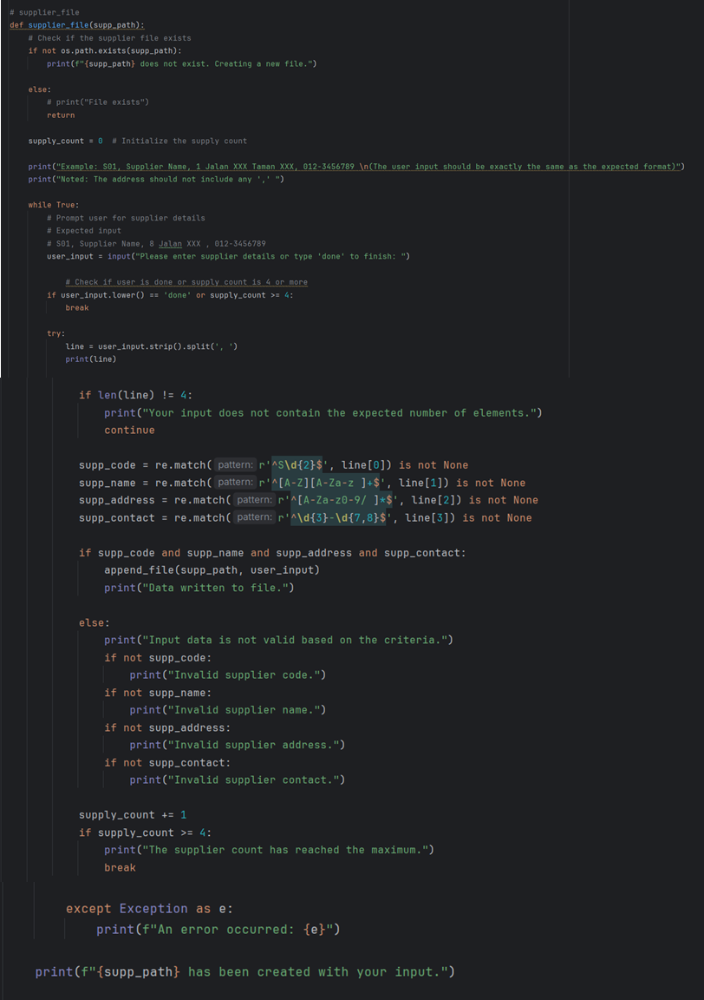 # supplier_file
def supplier_file(supp_path):
    # Check if the supplier file exists
    if not os.path.exists(supp_path):
        print(f"{supp_path} does not exist. Creating a new file.")

    else:
        # print("File exists")
        return

    supply_count = 0  # Initialize the supply count

    print("Example: S01, Supplier Name, 1 Jalan XXX Taman XXX, 012-3456789 \n(The user input should be exactly the same as the expected format)")
    print("Noted: The address should not include any ',' ")

    while True:
        # Prompt user for supplier details
        # Expected input
        # S01, Supplier Name, 8 Jalan XXX , 012-3456789
        user_input = input("Please enter supplier details or type 'done' to finish: ")

            # Check if user is done or supply count is 4 or more
        if user_input.lower() == 'done' or supply_count >= 4:
            break

        try:
            line = user_input.strip().split(', ')
            print(line)

            if len(line) != 4:
                print("Your input does not contain the expected number of elements.")
                continue

            supp_code = re.match( pattern: r'^S\d{2}$', line[0]) is not None
            supp_name = re.match( pattern: r'^[A-Z][A-Za-z ]+$', line[1]) is not None
            supp_address = re.match( pattern: r'^[A-Za-z0-9/ ]*$', line[2]) is not None
            supp_contact = re.match( pattern: r'^\d{3}-\d{7,8}$', line[3]) is not None

            if supp_code and supp_name and supp_address and supp_contact:
                append_file(supp_path, user_input)
                print("Data written to file.")

            else:
                print("Input data is not valid based on the criteria.")
                if not supp_code:
                    print("Invalid supplier code.")
                if not supp_name:
                    print("Invalid supplier name.")
                if not supp_address:
                    print("Invalid supplier address.")
                if not supp_contact:
                    print("Invalid supplier contact.")

            supply_count += 1
            if supply_count >= 4:
                print("The supplier count has reached the maximum.")
                break

        except Exception as e:
            print(f"An error occurred: {e}")

    print(f"{supp_path} has been created with your input.")